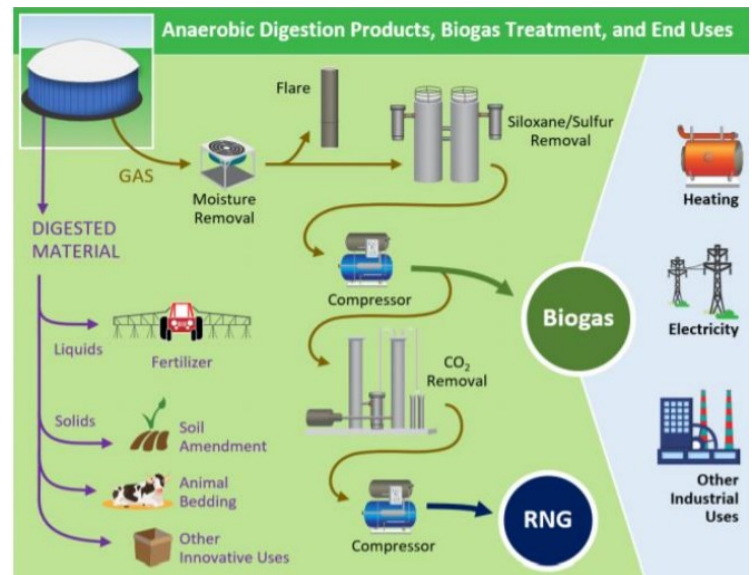 Anaerobic Digestion Products, Biogas Treatment, and End Uses
Flare
Siloxane/Sulfur
Removal
GAS
Moisture
Removal
Heating
DIGESTED
MATERIAL
Compressor
Biogas
Electricity
Liquids
Fertilizer
CO₂
Removal
Solids
Soil
Amendment
Animal
Bedding
Other
Industrial
Uses
Other
Innovative Uses
Compressor
RNG